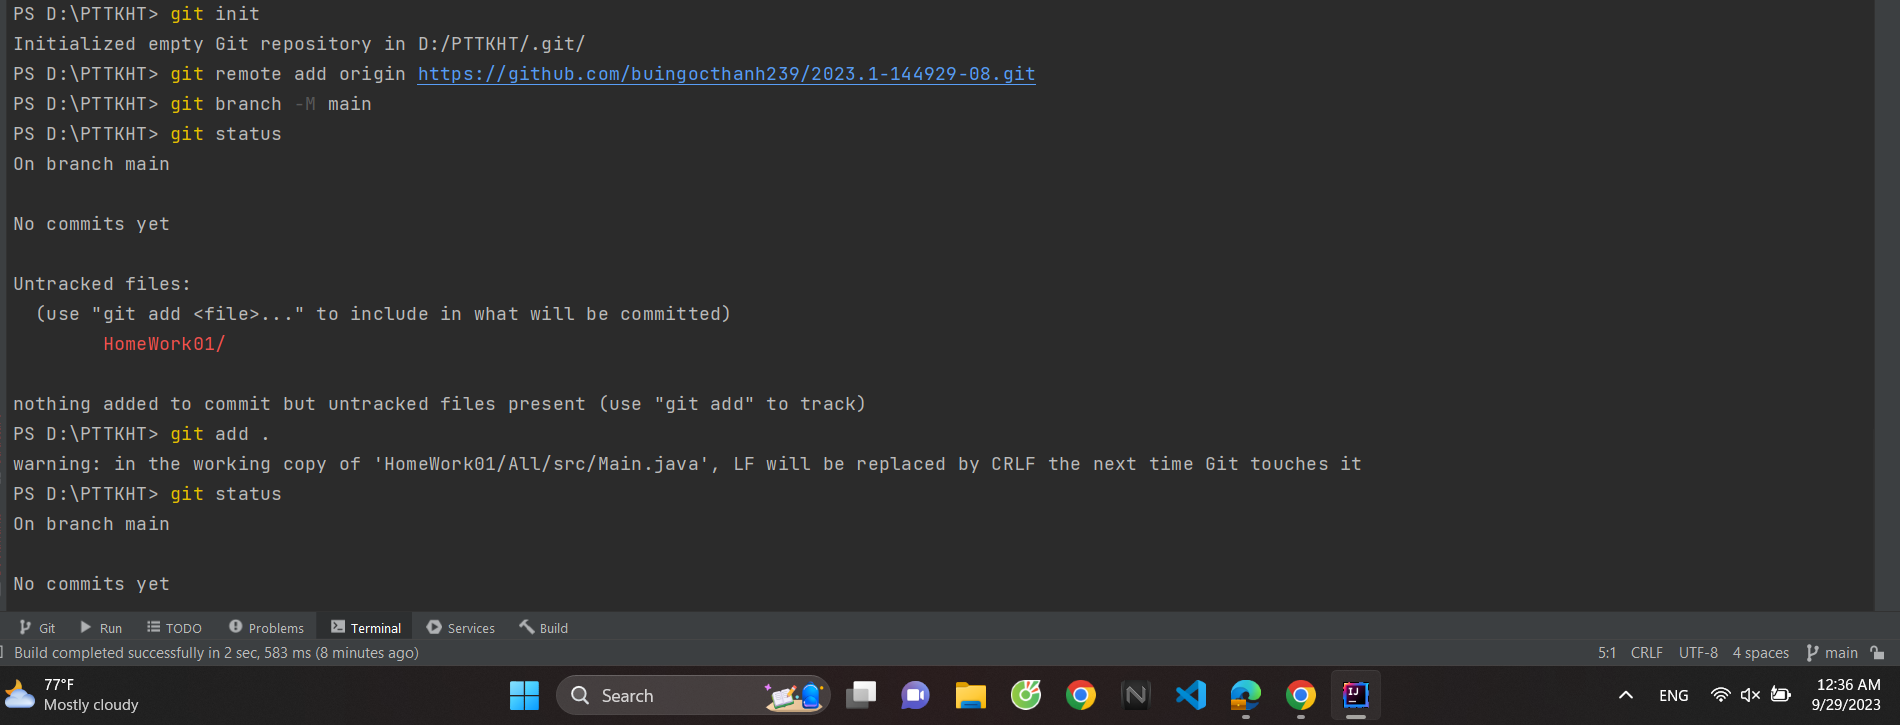 PS D:\PTTKHT> git init
Initialized empty Git repository in D:/PTTKHT/.git/
PS D:\PTTKHT> git remote add origin https://github.com/buingocthanh239/2023.1-144929-08.git
PS D:\PTTKHT> git branch -M main
PS D:\PTTKHT> git status
On branch main
No commits yet
Untracked files:
  (use "git add <file>..." to include in what will be committed)
        HomeWork01/
nothing added to commit but untracked files present (use "git add" to track)
PS D:\PTTKHT> git add .
warning: in the working copy of 'HomeWork01/All/src/Main.java', LF will be replaced by CRLF the next time Git touches it
PS D:\PTTKHT> git status
On branch main
No commits yet
Git Run TODO Problems Terminal Services Build
Build completed successfully in 2 sec, 583 ms (8 minutes ago) 5:1 CRLF UTF-8 4 spaces main
77°F
Mostly cloudy
Search
N
IJ
ENG
12:36 AM
9/29/2023